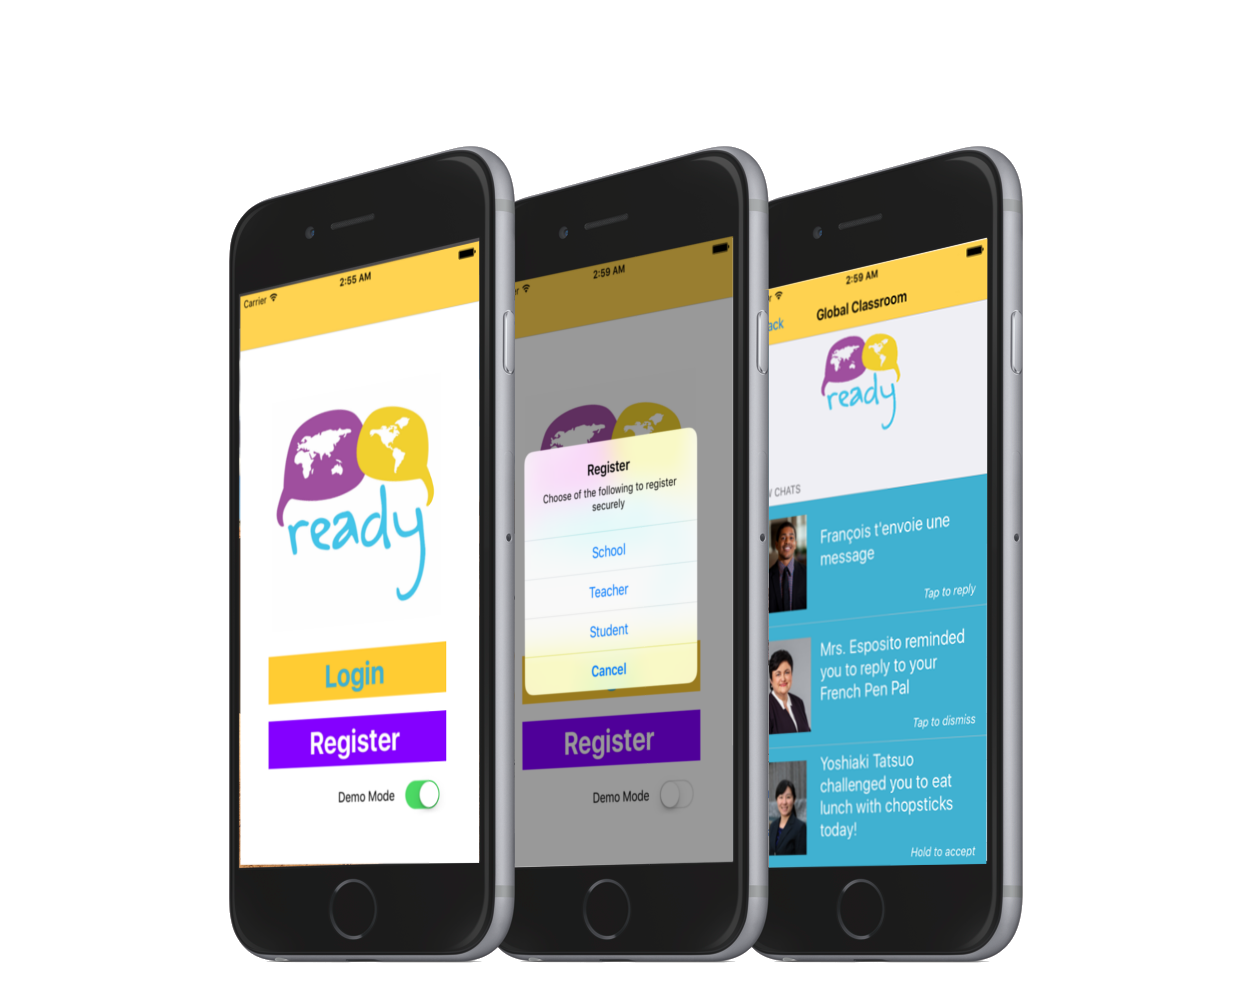 2:55 AM
Carrier
ready
Login
Register
Demo Mode
2:59 AM
Register
Choose of the following to register
securely
School
Teacher
Student
Cancel
Register
Demo Mode
2:59 AM
Global Classroom
ready
CHATS
François t'envoie une
message
Tap to reply
Mrs. Esposito reminded
you to reply to your
French Pen Pal
Tap to dismiss
Yoshiaki Tatsuo
challenged you to eat
lunch with chopsticks
today!
Hold to accept